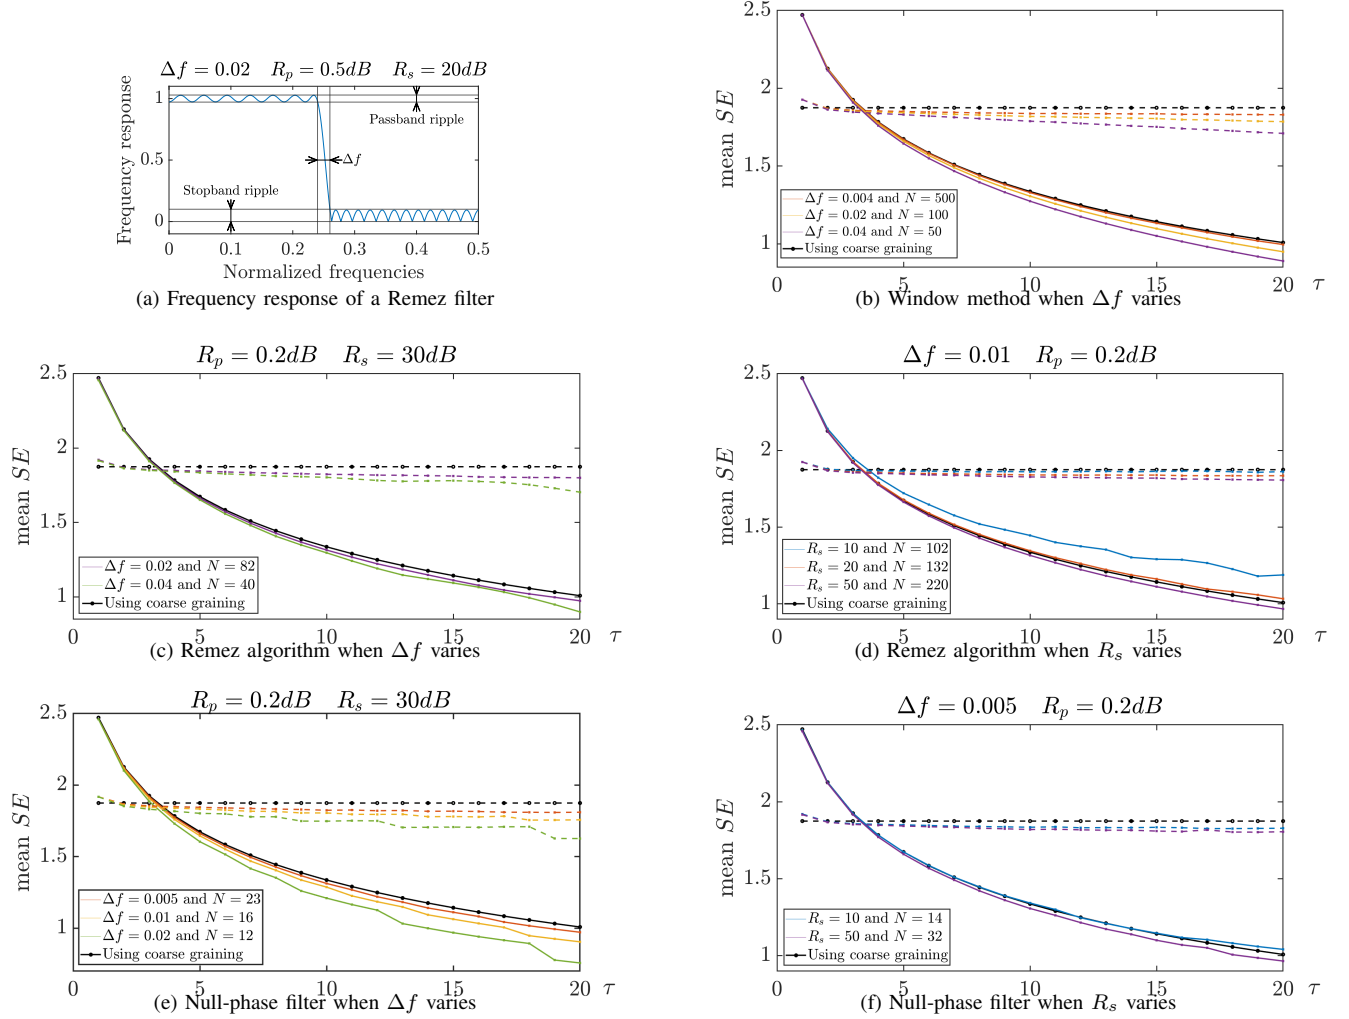 Δf = 0.02 R_p = 0.5dB R_s = 20dB
Frequency response
1
0.5
0
Passband ripple
Δf
Stopband ripple
0 0.1 0.2 0.3 0.4 0.5
Normalized frequencies
(a) Frequency response of a Remez filter
mean SE
2.5
2
1.5
1
Δf = 0.004 and N = 500
Δf = 0.02 and N = 100
Δf = 0.04 and N = 50
Using coarse graining
0 5 10 15 20 τ
(b) Window method when Δf varies
R_p = 0.2dB R_s = 30dB
mean SE
2.5
2
1.5
1
Δf = 0.02 and N = 82
Δf = 0.04 and N = 40
Using coarse graining
0 5 10 15 20 τ
(c) Remez algorithm when Δf varies
Δf = 0.01 R_p = 0.2dB
mean SE
2.5
2
1.5
1
R_s = 10 and N = 102
R_s = 20 and N = 132
R_s = 50 and N = 220
Using coarse graining
0 5 10 15 20 τ
(d) Remez algorithm when R_s varies
R_p = 0.2dB R_s = 30dB
mean SE
2.5
2
1.5
1
Δf = 0.005 and N = 23
Δf = 0.01 and N = 16
Δf = 0.02 and N = 12
Using coarse graining
0 5 10 15 20 τ
(e) Null-phase filter when Δf varies
Δf = 0.005 R_p = 0.2dB
mean SE
2.5
2
1.5
1
R_s = 10 and N = 14
R_s = 50 and N = 32
Using coarse graining
0 5 10 15 20 τ
(f) Null-phase filter when R_s varies